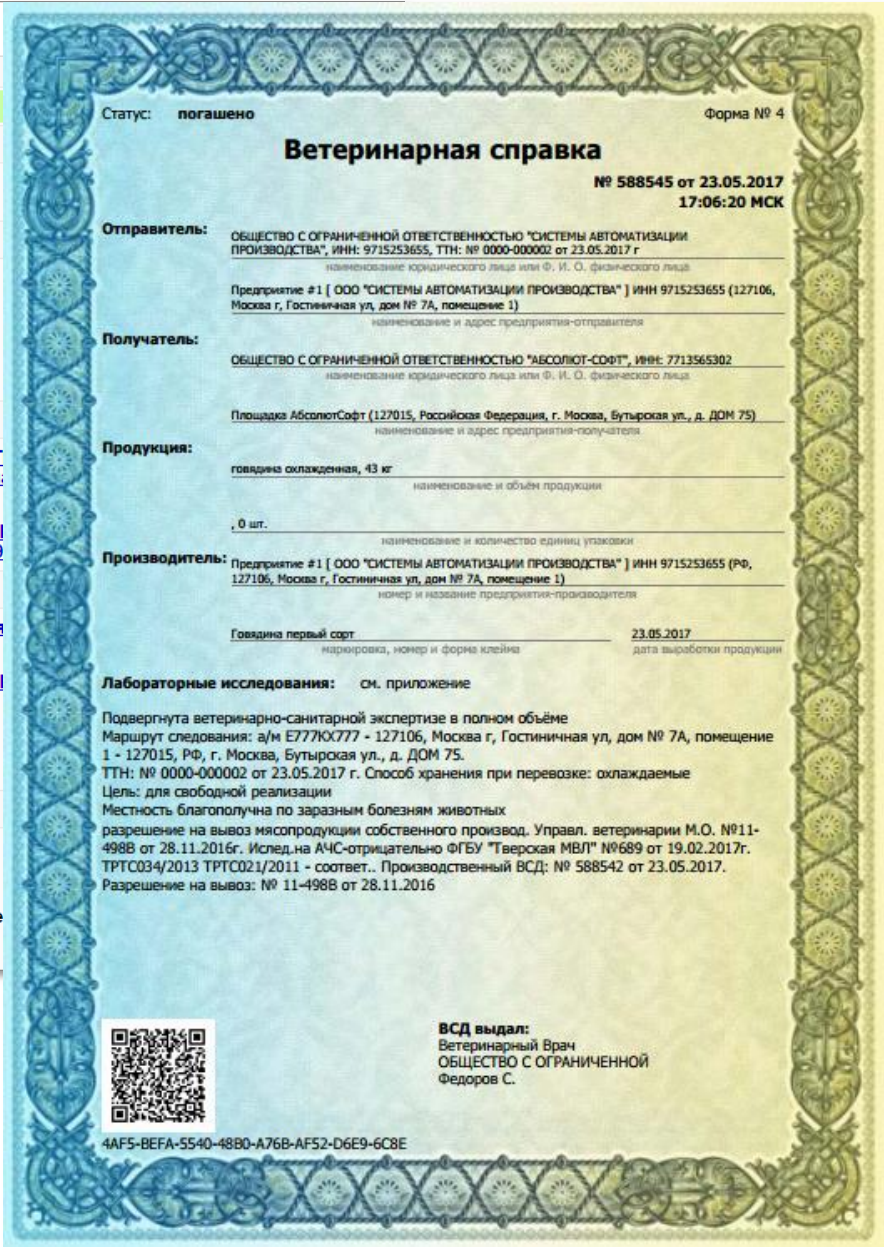 Статус: погашено
Форма № 4
Ветеринарная справка
№ 588545 от 23.05.2017
17:06:20 МСК
Отправитель:
ОБЩЕСТВО С ОГРАНИЧЕННОЙ ОТВЕТСТВЕННОСТЬЮ "СИСТЕМЫ АВТОМАТИЗАЦИИ
ПРОИЗВОДСТВА", ИНН: 9715253655, ТТН: № 0000-000002 от 23.05.2017 г
наименование юридического лица или Ф. И. О. физического лица
Предприятие #1 [ ООО "СИСТЕМЫ АВТОМАТИЗАЦИИ ПРОИЗВОДСТВА" ] ИНН 9715253655 (127106,
Москва г, Гостиничная ул, дом № 7А, помещение 1)
наименование и адрес предприятия-отправителя
Получатель:
ОБЩЕСТВО С ОГРАНИЧЕННОЙ ОТВЕТСТВЕННОСТЬЮ "АБСОЛЮТ-СОФТ", ИНН: 7713565302
наименование юридического лица или Ф. И. О. физического лица
Площадка АбсолютСофт (127015, Российская Федерация, г. Москва, Бутырская ул., д. ДОМ 75)
наименование и адрес предприятия-получателя
Продукция:
говядина охлажденная, 43 кг
наименование и объём продукции
, 0 шт.
наименование и количество единиц упаковки
Производитель:
Предприятие #1 [ ООО "СИСТЕМЫ АВТОМАТИЗАЦИИ ПРОИЗВОДСТВА" ] ИНН 9715253655 (РФ,
127106, Москва г, Гостиничная ул, дом № 7А, помещение 1)
номер и название предприятия-производителя
Говядина первый сорт
23.05.2017
маркировка, номер и форма клейма
дата выработки продукции
Лабораторные исследования: см. приложение
Подвергнута ветеринарно-санитарной экспертизе в полном объёме
Маршрут следования: а/м Е777КХ777 - 127106, Москва г, Гостиничная ул, дом № 7А, помещение
1 - 127015, РФ, г. Москва, Бутырская ул., д. ДОМ 75.
ТТН: № 0000-000002 от 23.05.2017 г. Способ хранения при перевозке: охлаждаемые
Цель: для свободной реализации
Местность благополучна по заразным болезням животных
разрешение на вывоз мясопродукции собственного производ. Управл. ветеринарии М.О. №11-
498В от 28.11.2016г. Ислед.на АЧС-отрицательно ФГБУ "Тверская МВЛ" №689 от 19.02.2017г.
ТРТС034/2013 ТРТС021/2011 - соответ.. Производственный ВСД: № 588542 от 23.05.2017.
Разрешение на вывоз: № 11-498В от 28.11.2016
ВСД выдал:
Ветеринарный Врач
ОБЩЕСТВО С ОГРАНИЧЕННОЙ
Федоров С.
4AF5-BEFA-5540-48B0-A76B-AF52-D6E9-6C8E